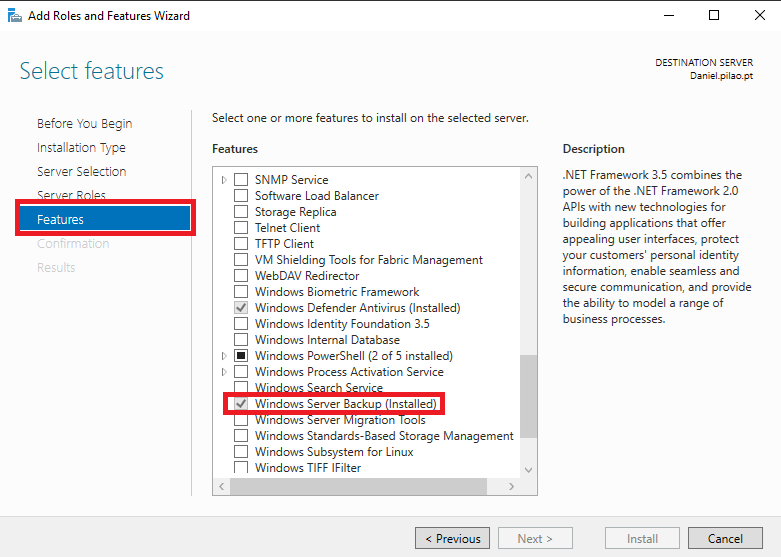 Add Roles and Features Wizard
Select features
DESTINATION SERVER
Daniel.pilao.pt
Before You Begin
Installation Type
Server Selection
Server Roles
Features
Confirmation
Results
Select one or more features to install on the selected server.
Features
SNMP Service
Software Load Balancer
Storage Replica
Telnet Client
TFTP Client
VM Shielding Tools for Fabric Management
WebDAV Redirector
Windows Biometric Framework
Windows Defender Antivirus (Installed)
Windows Identity Foundation 3.5
Windows Internal Database
Windows PowerShell (2 of 5 installed)
Windows Process Activation Service
Windows Search Service
Windows Server Backup (Installed)
Windows Server Migration Tools
Windows Standards-Based Storage Management
Windows Subsystem for Linux
Windows TIFF IFilter
Description
.NET Framework 3.5 combines the
power of the .NET Framework 2.0
APIs with new technologies for
building applications that offer
appealing user interfaces, protect
your customers' personal identity
information, enable seamless and
secure communication, and provide
the ability to model a range of
business processes.
< Previous
Next >
Install
Cancel